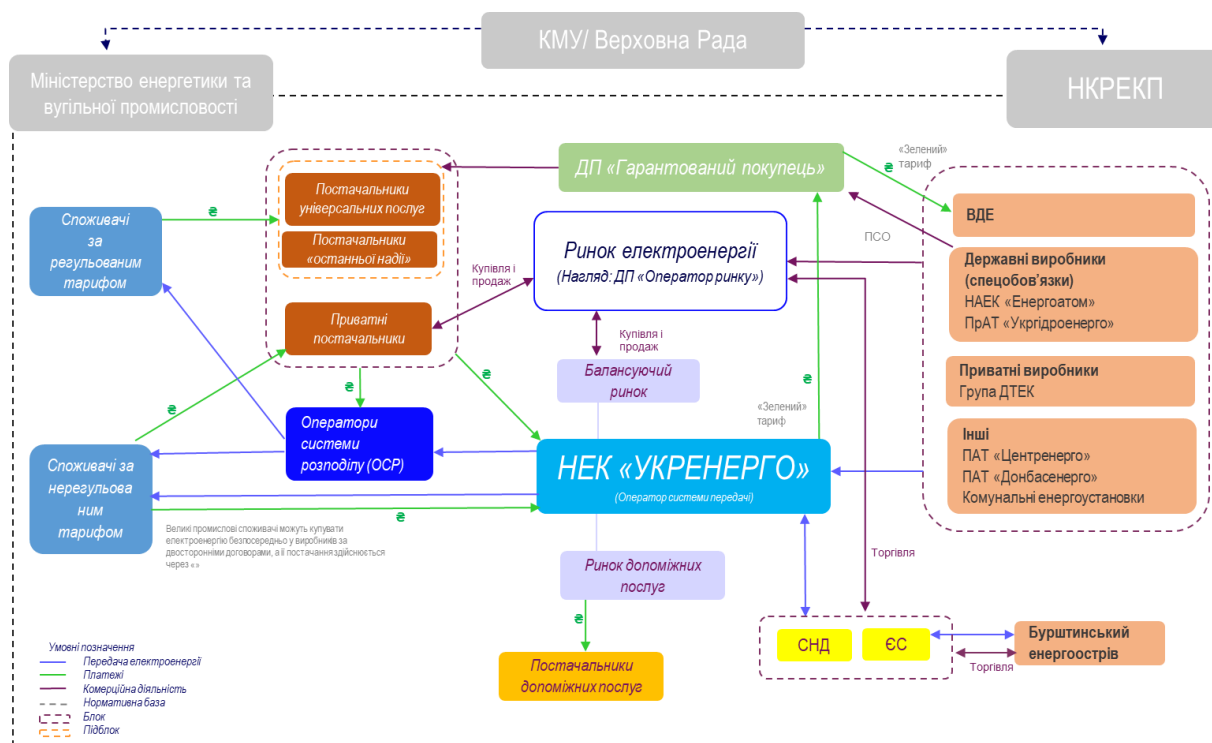 КМУ/ Верховна Рада
Міністерство енергетики та
вугільної промисловості
НКРЕКП
«Зелений»
тариф
₴
ДП «Гарантований покупець»
Постачальники
універсальних послуг
Постачальники
«останньої надії»
Приватні
постачальники
Споживачі
за
регульованим
тарифом
₴
Купівля і
продаж
Ринок електроенергії
(Нагляд: ДП «Оператор ринку»)
ПСО
ВДЕ
Державні виробники
(спецобов’язки)
НАЕК «Енергоатом»
ПрАТ «Укргідроенерго»
Купівля і
продаж
Балансуючий
ринок
₴
₴
₴
₴
Приватні виробники
Група ДТЕК
«Зелений»
тариф
Оператори
системи
розподілу (ОСР)
НЕК «УКРЕНЕРГО»
(Оператор системи передачі)
Інші
ПАТ «Центренерго»
ПАТ «Донбасенерго»
Комунальні енергоустановки
Споживачі за
нерегульова
ним
тарифом
₴
Великі промислові споживачі можуть купувати
електроенергію безпосередньо у виробників за
двосторонніми договорами, а її постачання здійснюється
через «»
Ринок допоміжних
послуг
Торгівля
₴
Постачальники
допоміжних послуг
СНД
ЄС
Торгівля
Бурштинський
енергоострів
Умовні позначення
Передача електроенергії
Платежі
Комерційна діяльність
Нормативна база
Блок
Підблок